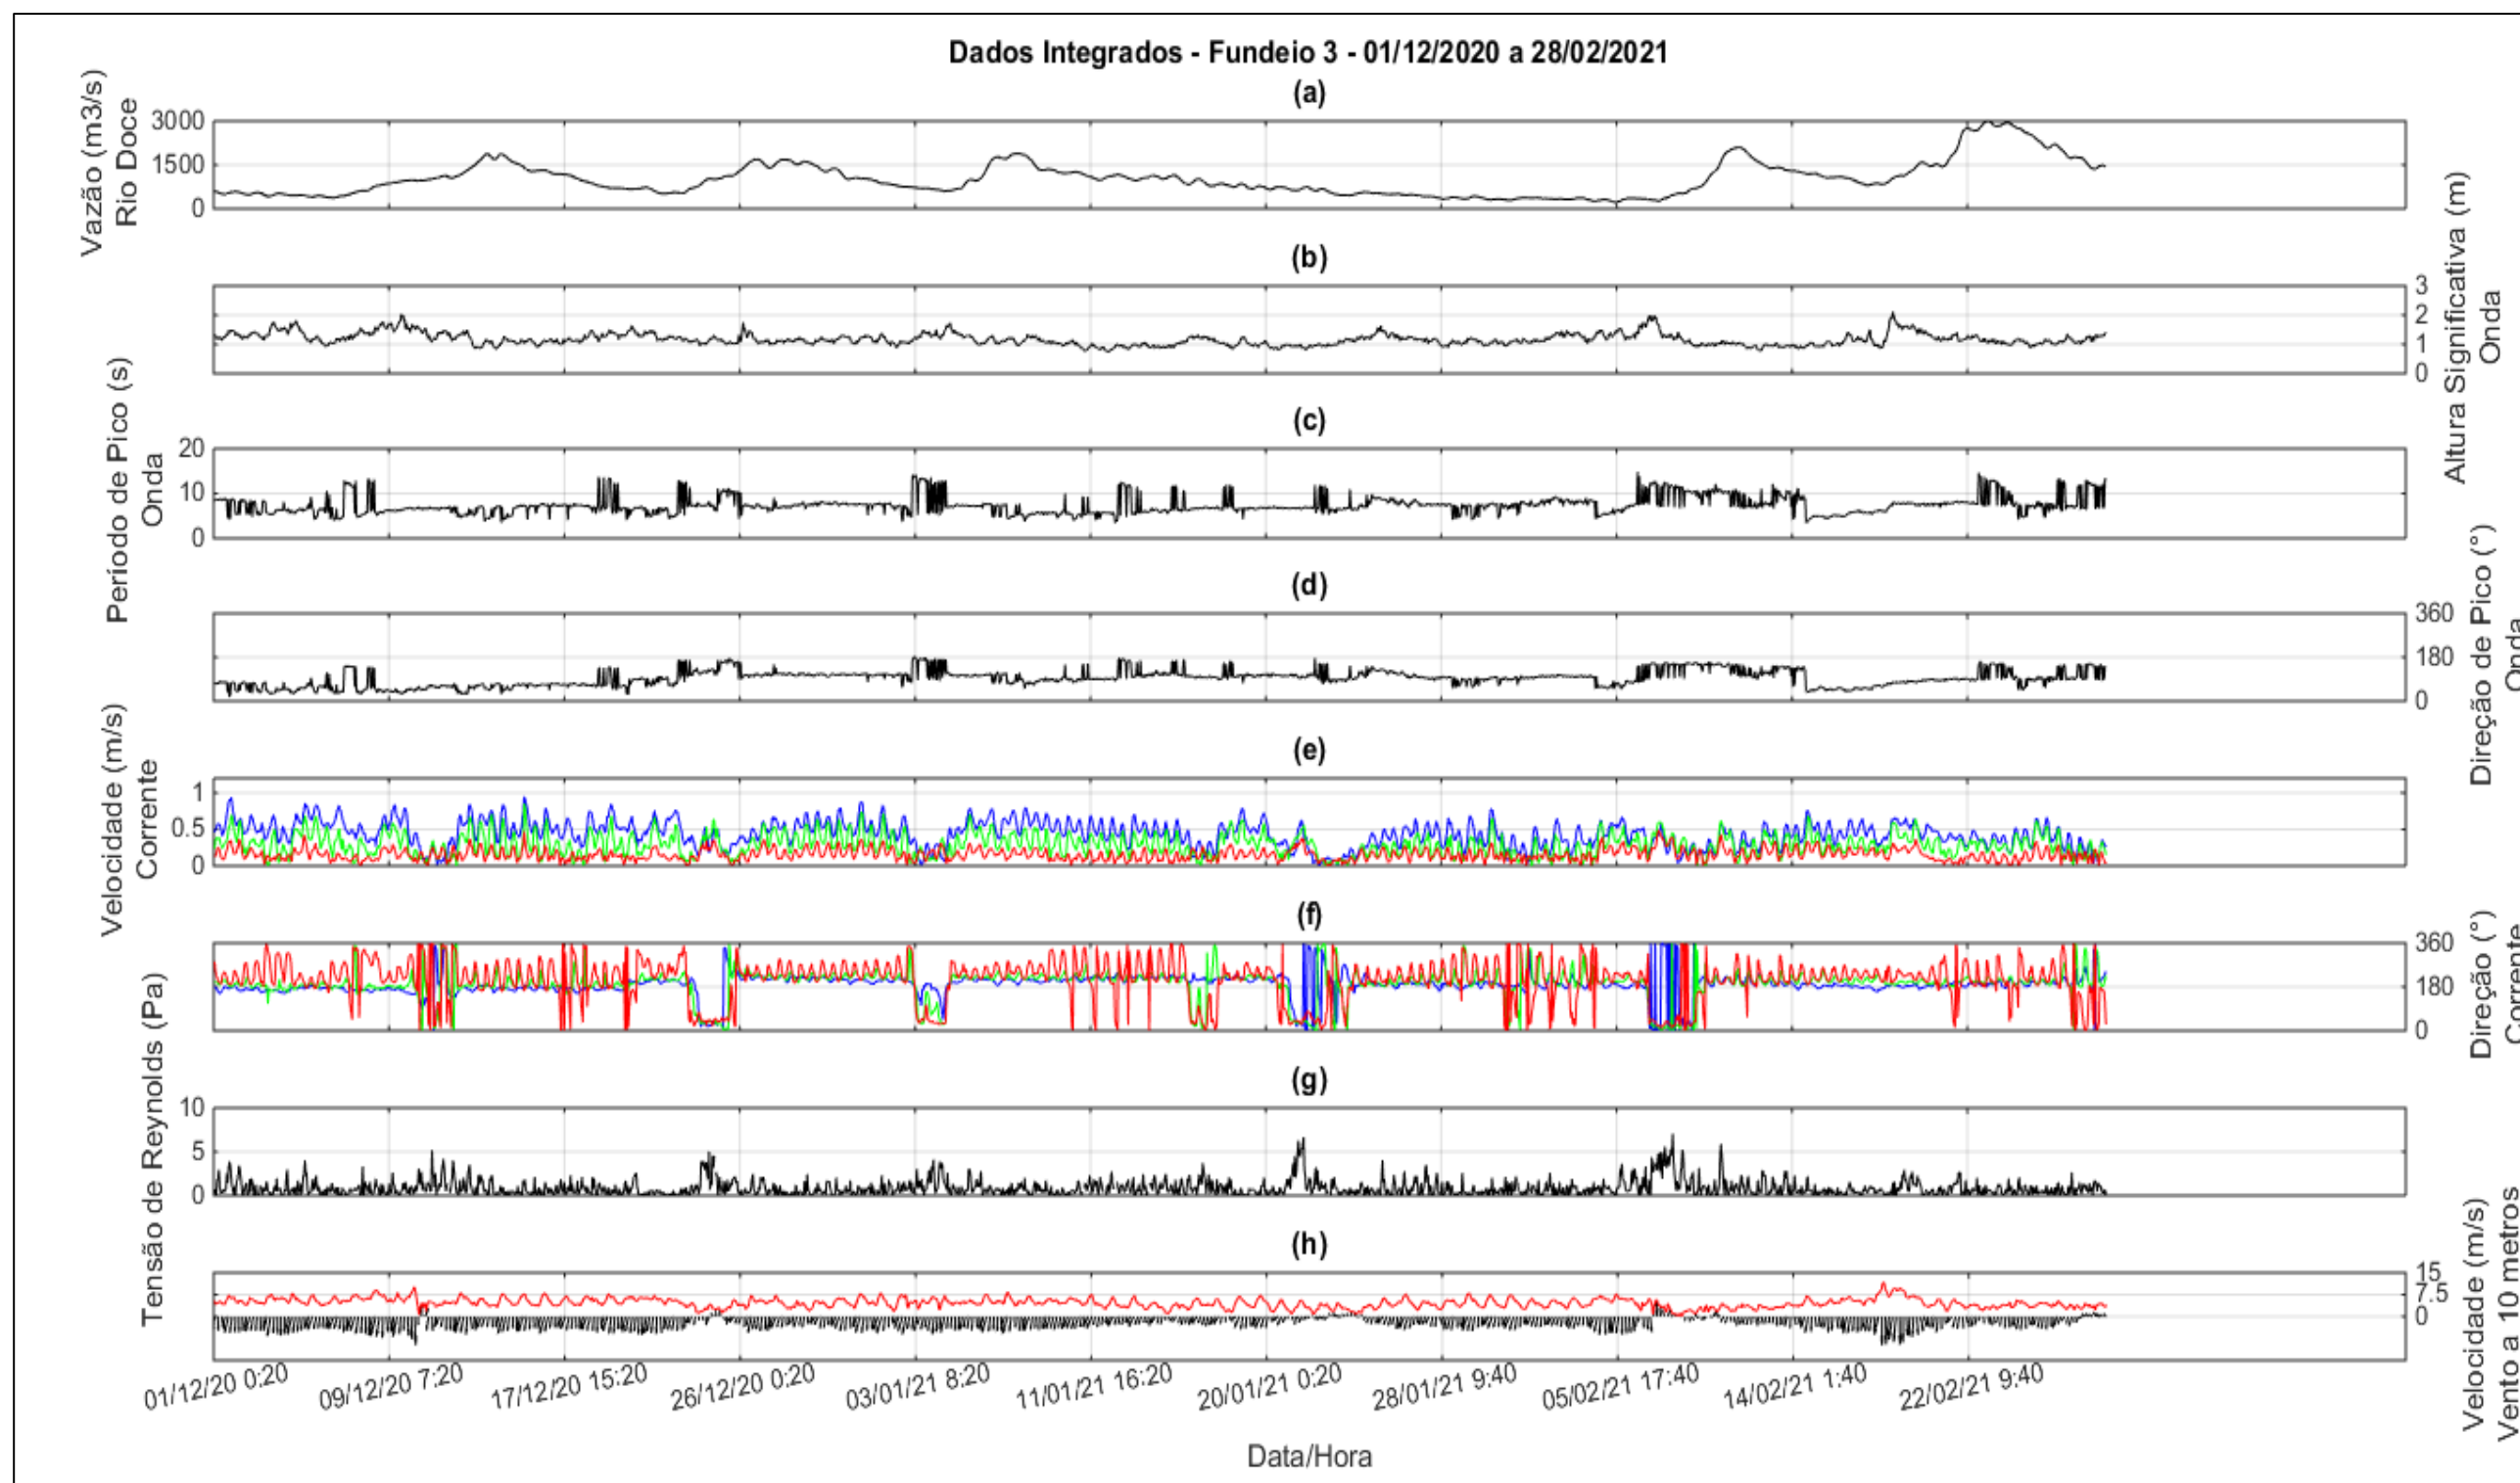 Dados Integrados - Fundeio 3 - 01/12/2020 a 28/02/2021
(a)
Vazão (m3/s)
Rio Doce
3000
1500
0
(b)
3
2
1
0
Altura Significativa (m)
Onda
(c)
Período de Pico (s)
Onda
20
10
0
(d)
360
180
0
Direção de Pico (°)
Onda
(e)
Velocidade (m/s)
Corrente
1
0.5
0
(f)
360
180
0
Direção (°)
Corrente
(g)
Tensão de Reynolds (Pa)
10
5
0
(h)
15
7.5
0
Velocidade (m/s)
Vento a 10 metros
01/12/20 0:20
09/12/20 7:20
17/12/20 15:20
26/12/20 0:20
03/01/21 8:20
11/01/21 16:20
20/01/21 0:20
28/01/21 9:40
05/02/21 17:40
14/02/21 1:40
22/02/21 9:40
Data/Hora